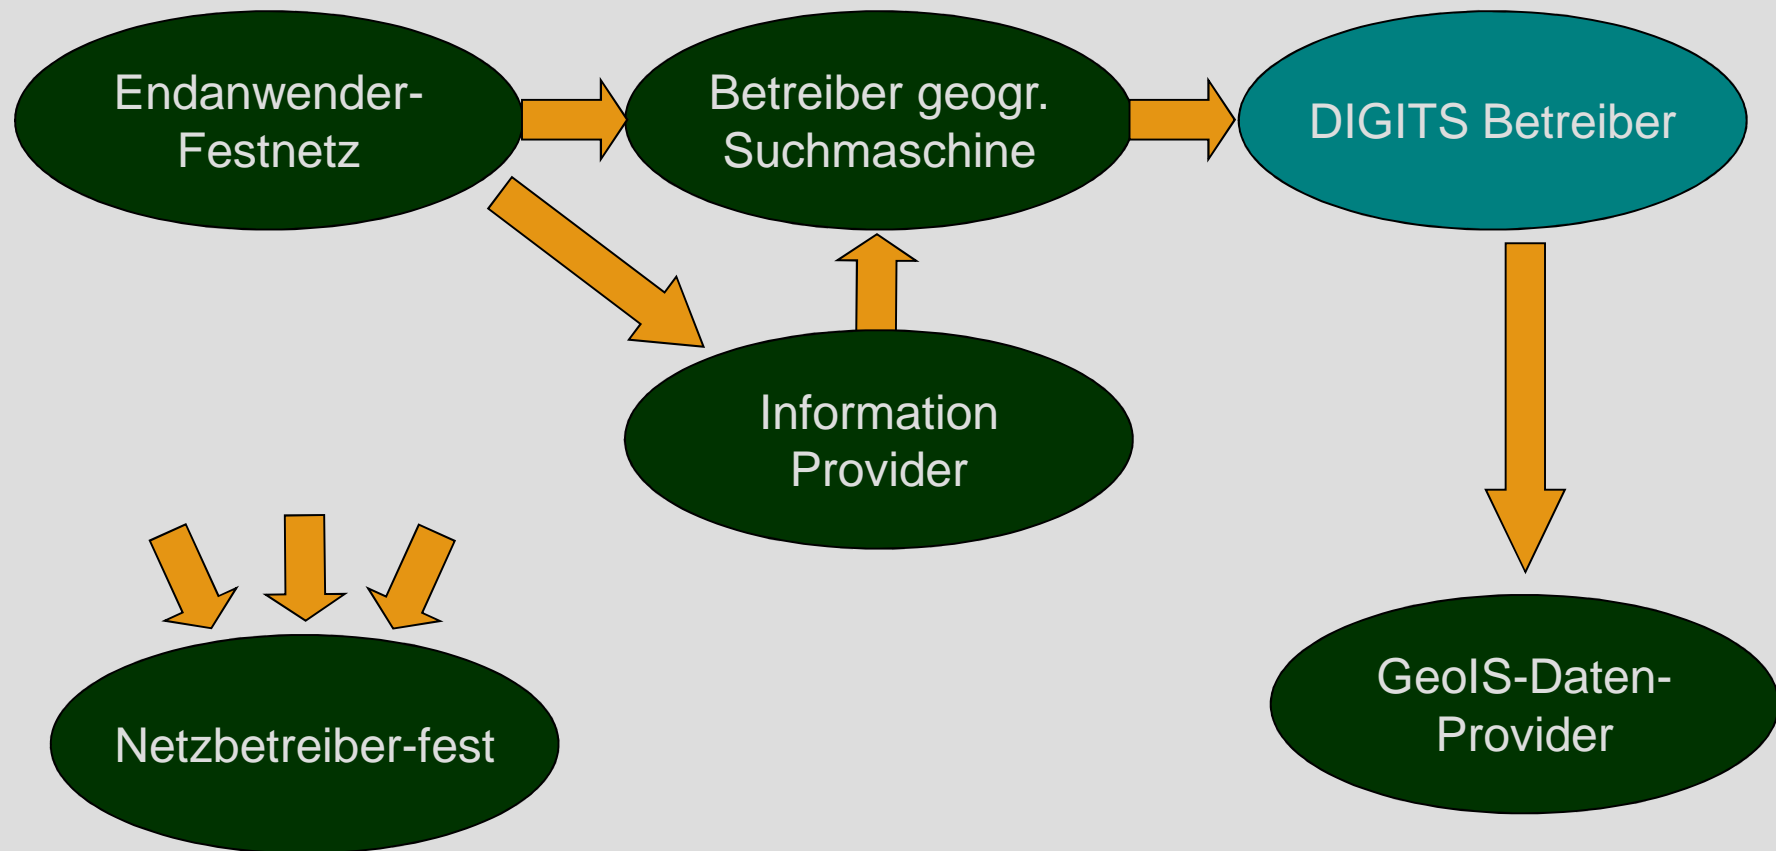 Endanwender-
Festnetz
Betreiber geogr.
Suchmaschine
DIGITS Betreiber
Information
Provider
Netzbetreiber-fest
GeoIS-Daten-
Provider